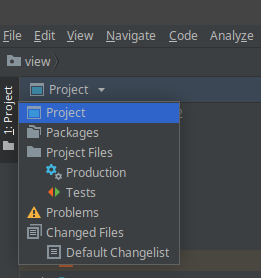 File Edit View Navigate Code Analyze
view
1: Project
Project
Project
Packages
Project Files
Production
Tests
Problems
Changed Files
Default Changelist